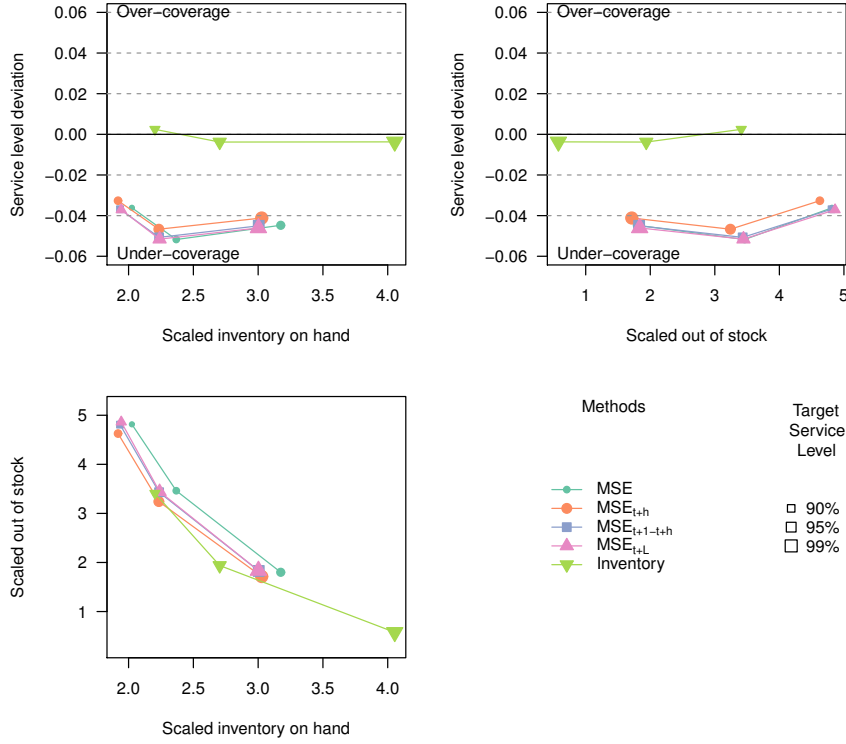 Over−coverage
Under−coverage
Service level deviation
0.06
0.04
0.02
0.00
−0.02
−0.04
−0.06
2.0 2.5 3.0 3.5 4.0
Scaled inventory on hand
Over−coverage
Under−coverage
Service level deviation
0.06
0.04
0.02
0.00
−0.02
−0.04
−0.06
1 2 3 4 5
Scaled out of stock
Scaled out of stock
5
4
3
2
1
2.0 2.5 3.0 3.5 4.0
Scaled inventory on hand
Methods
MSE
MSEt+h
MSEt+1−t+h
MSEt+L
Inventory
Target
Service
Level
90%
95%
99%